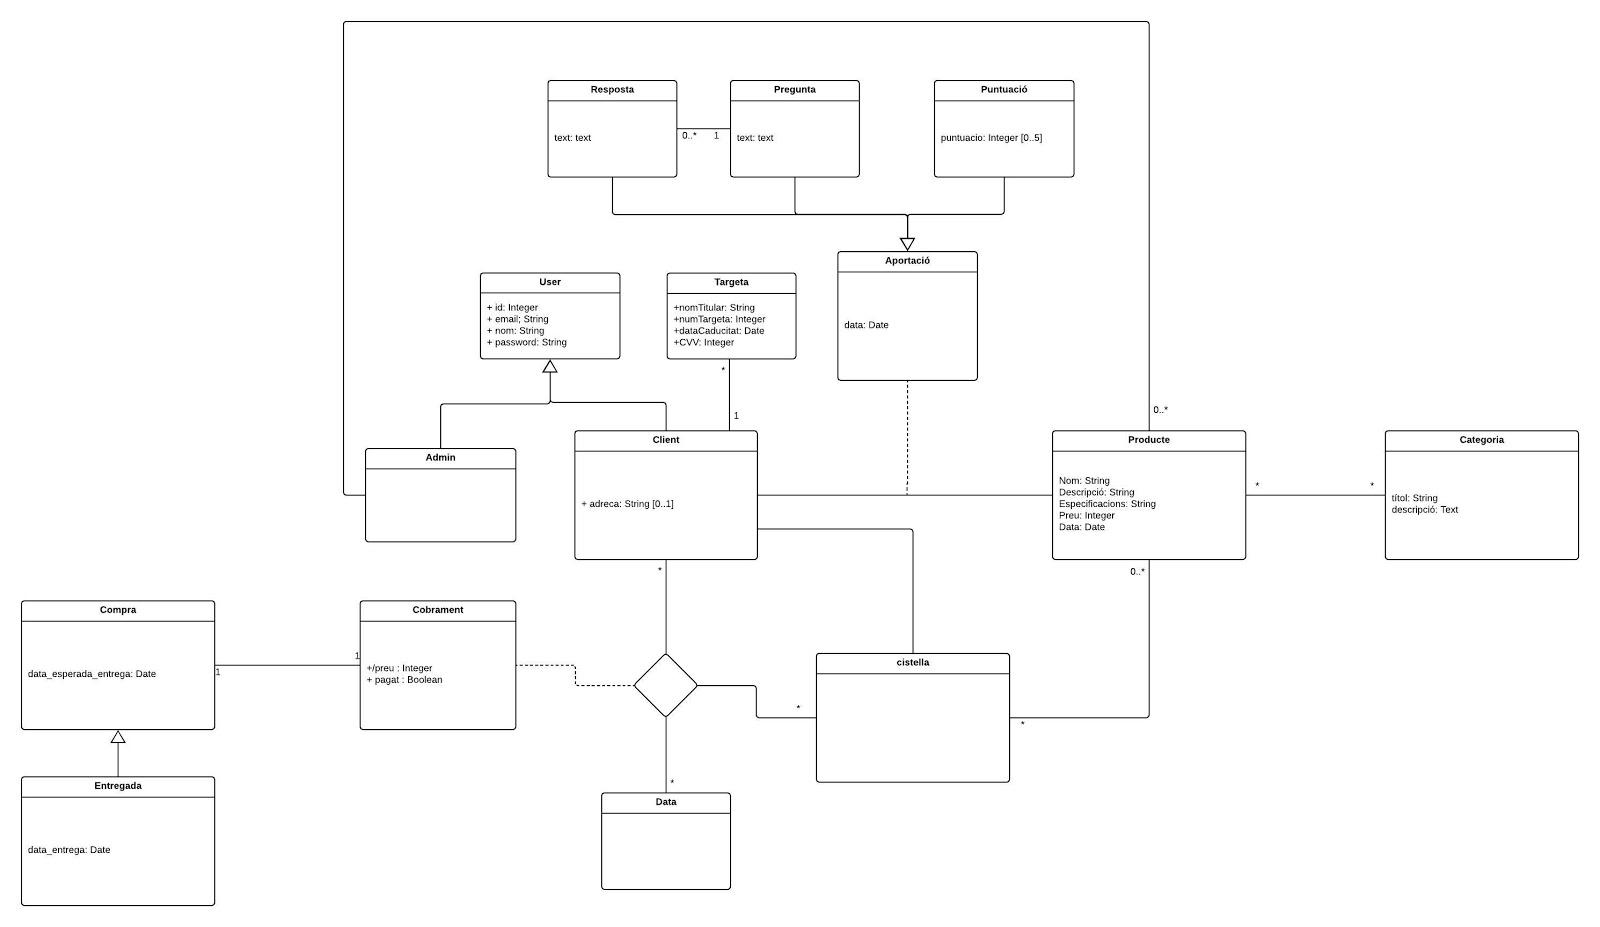 Resposta
text: text
0..*
1
Pregunta
text: text
Puntuació
puntuacio: Integer [0..5]
Aportació
data: Date
User
+ id: Integer
+ email; String
+ nom: String
+ password: String
Targeta
+nomTitular: String
+numTargeta: Integer
+dataCaducitat: Date
+CVV: Integer
*
1
0..*
Admin
Client
+ adreca: String [0..1]
*
Producte
Nom: String
Descripció: String
Especificacions: String
Preu: Integer
Data: Date
0..*
*
*
Categoria
títol: String
descripció: Text
Compra
data_esperada_entrega: Date
1
1
Cobrament
+/preu : Integer
+ pagat : Boolean
*
cistella
*
*
Data
Entregada
data_entrega: Date